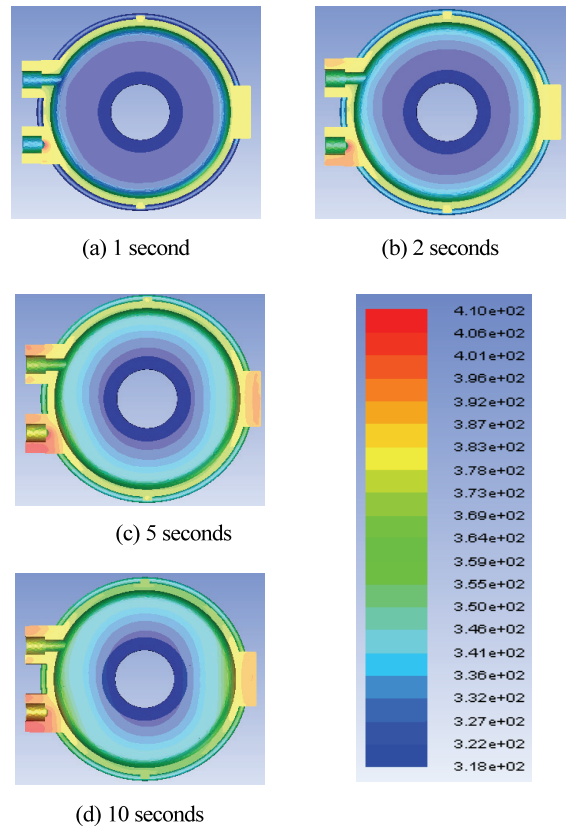 (a) 1 second
(b) 2 seconds
(c) 5 seconds
4.10e+02
4.06e+02
4.01e+02
3.96e+02
3.92e+02
3.87e+02
3.83e+02
3.78e+02
3.73e+02
3.69e+02
3.64e+02
3.59e+02
3.55e+02
3.50e+02
3.46e+02
3.41e+02
3.36e+02
3.32e+02
3.27e+02
3.22e+02
3.18e+02
(d) 10 seconds